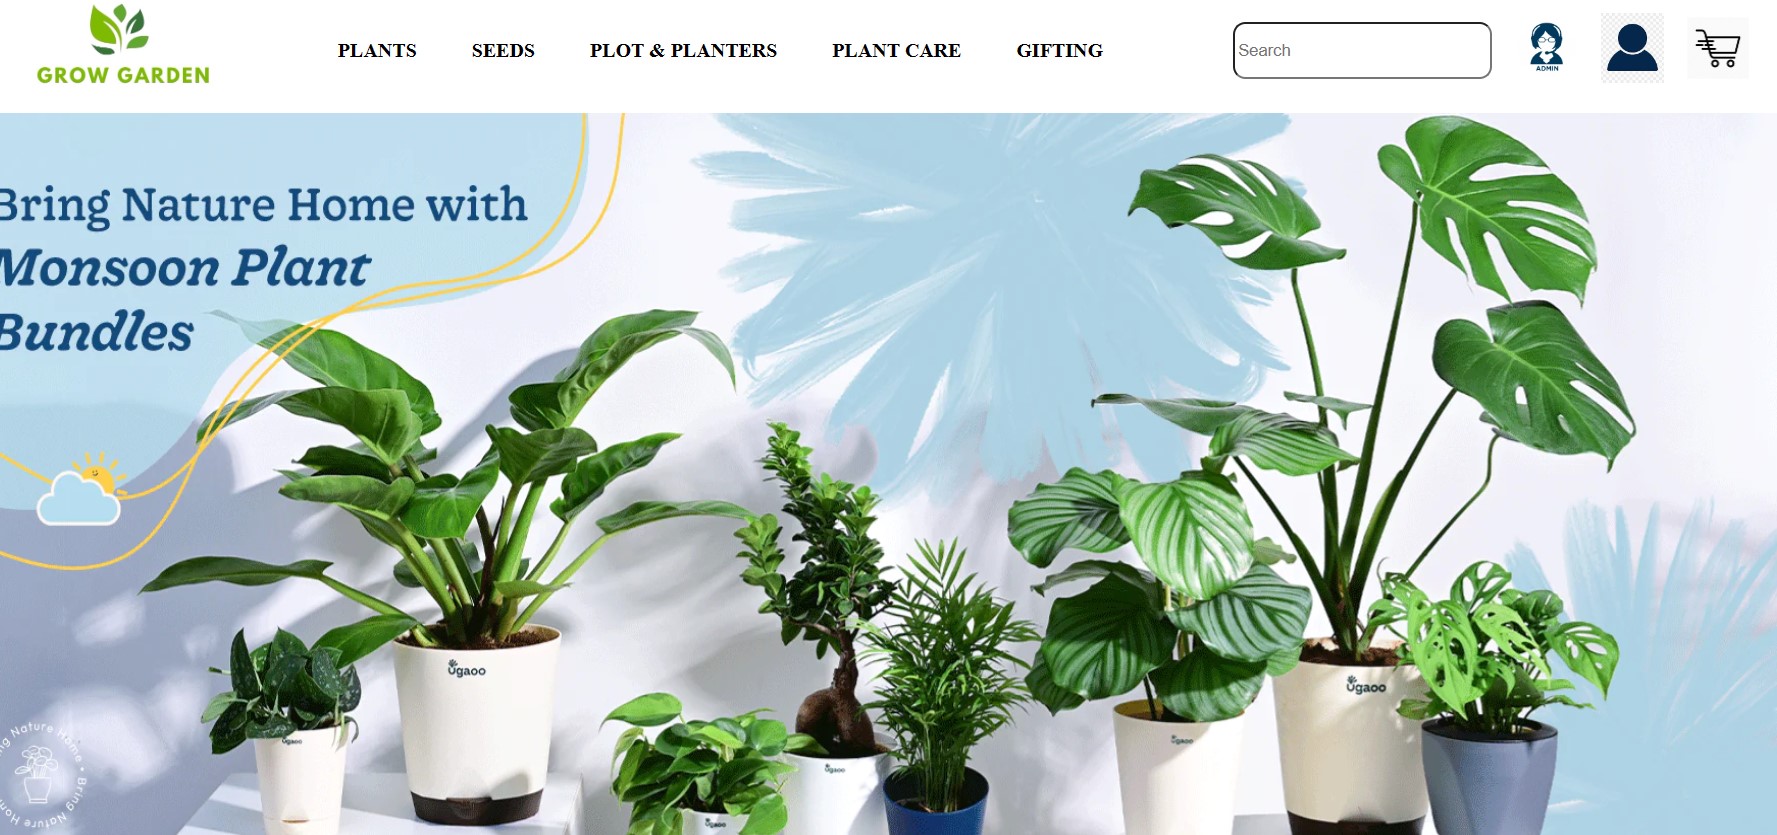 GROW GARDEN
PLANTS
SEEDS
PLOT & PLANTERS
PLANT CARE
GIFTING
Search
ADMIN
Bring Nature Home with
Monsoon Plant
Bundles
ugaoo
ugaoo
ugaoo
ugaoo
ugaoo
ugaoo
Nature Home • Bring Nature Home